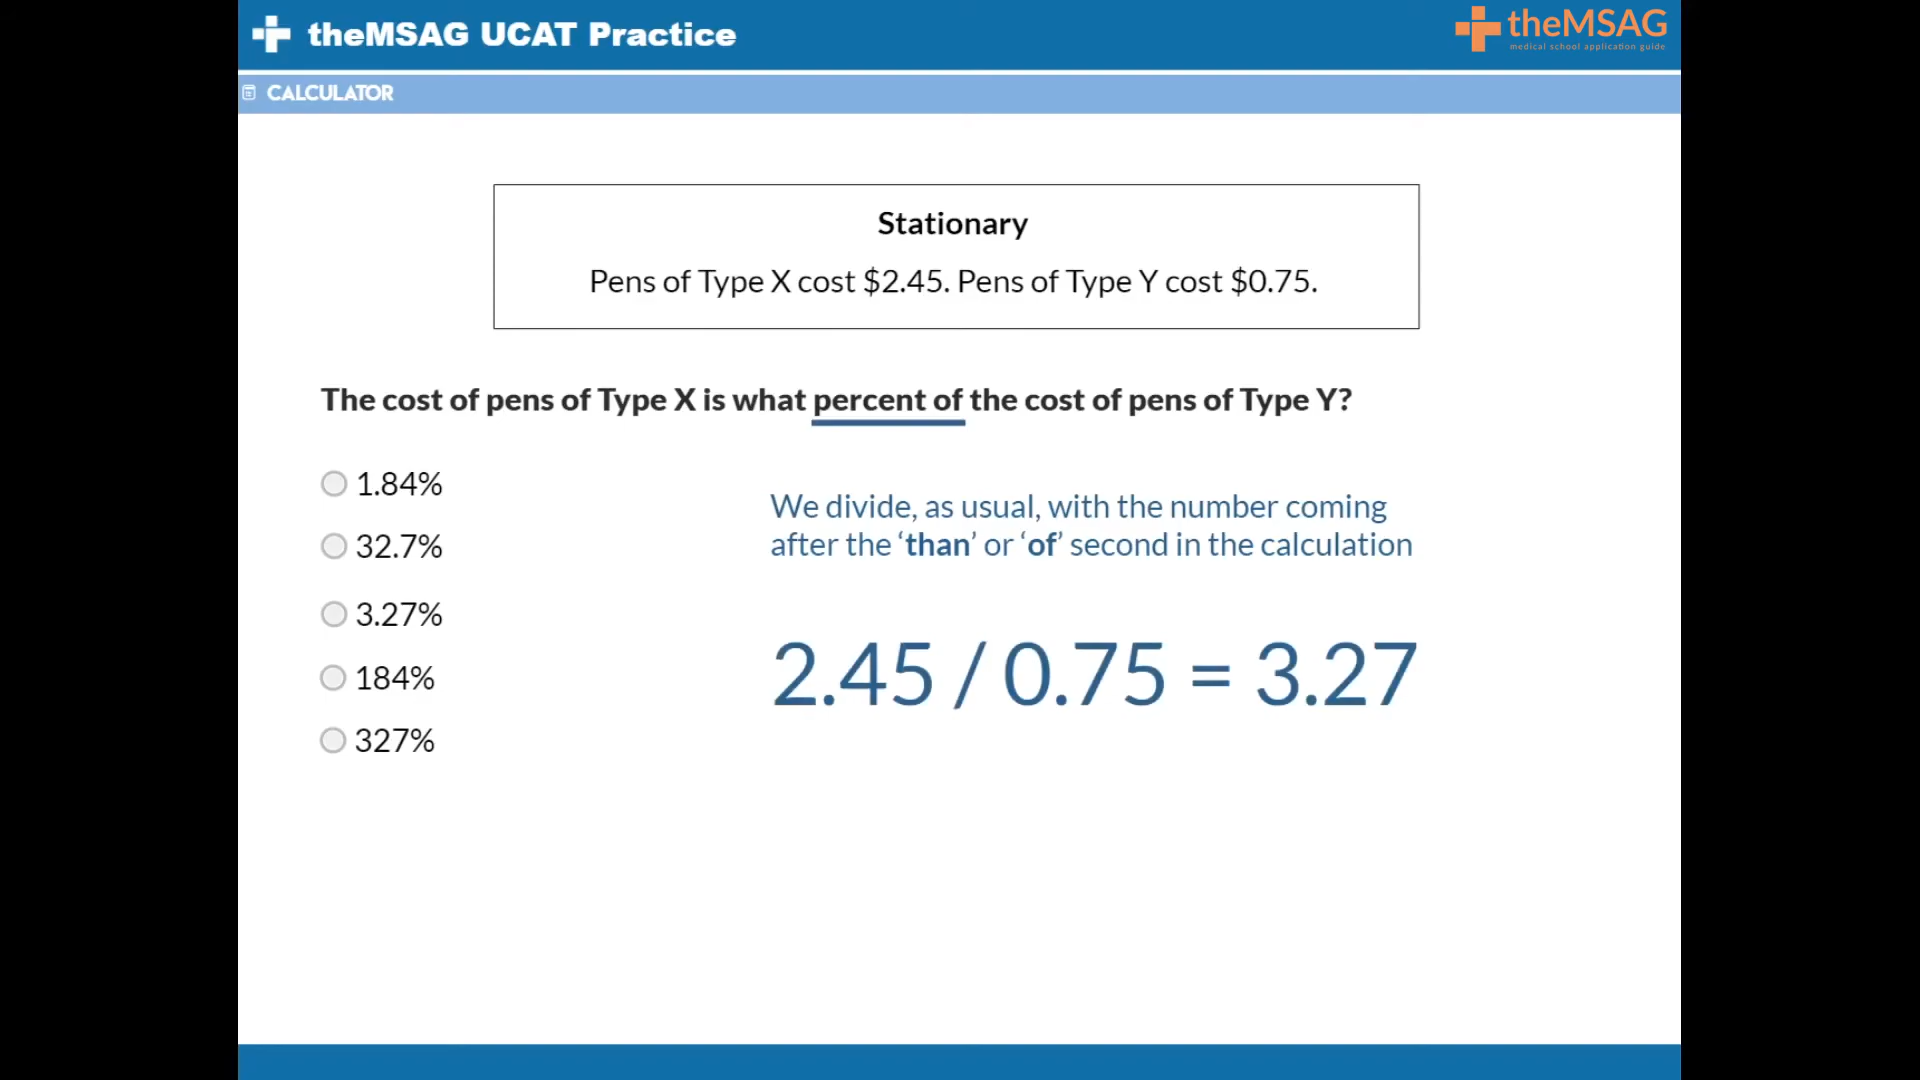 theMSAG UCAT Practice
theMSAG
medical school application guide
CALCULATOR
Stationary
Pens of Type X cost $2.45. Pens of Type Y cost $0.75.
The cost of pens of Type X is what percent of the cost of pens of Type Y?
1.84%
32.7%
3.27%
184%
327%
We divide, as usual, with the number coming
after the ‘than’ or ‘of’ second in the calculation
2.45 / 0.75 = 3.27